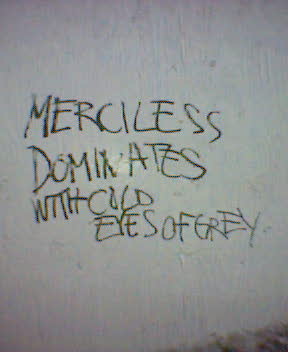 MERCILESS
DOMINATES
WITH COLD
EYES OF GREY